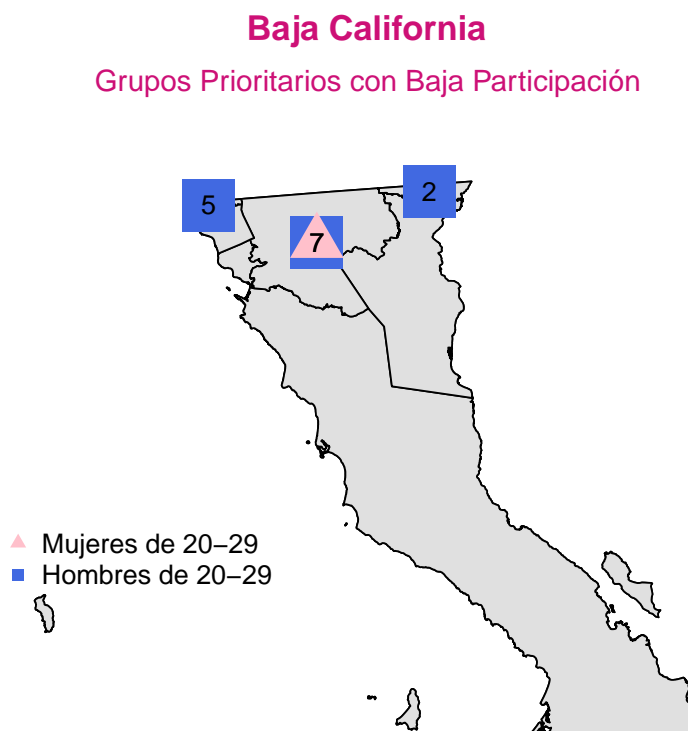 Baja California
Grupos Prioritarios con Baja Participación
5
2
7
Mujeres de 20−29
Hombres de 20−29